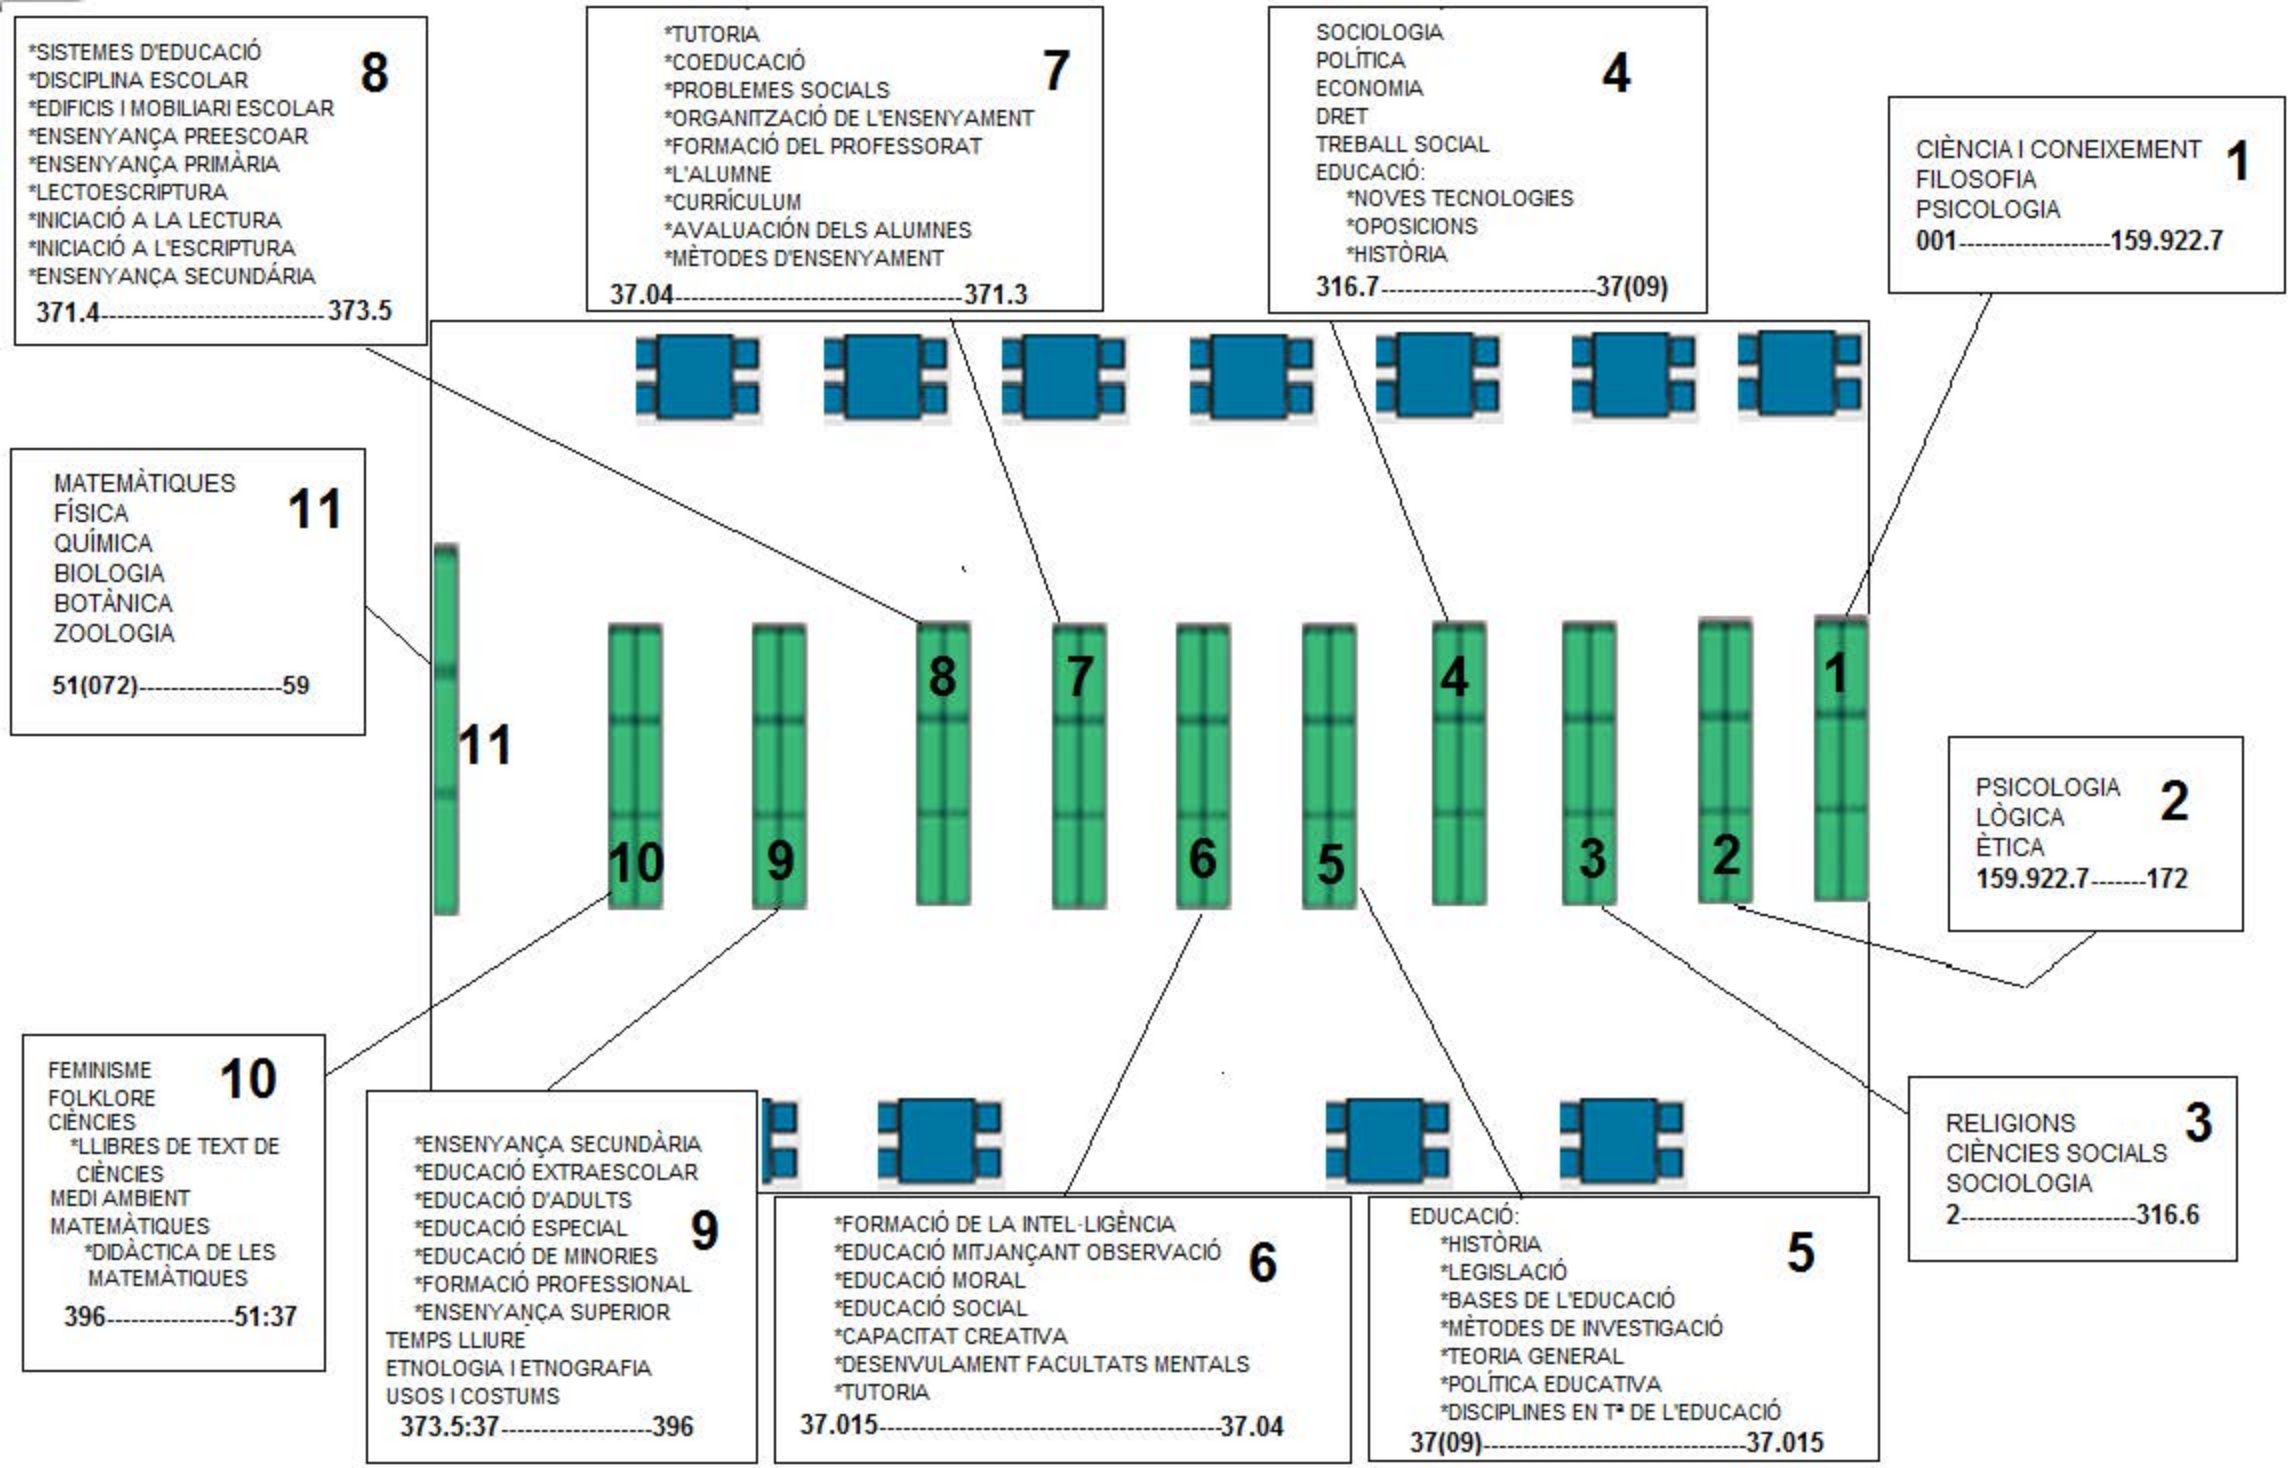 *SISTEMES D'EDUCACIÓ
*DISCIPLINA ESCOLAR
*EDIFICIS I MOBILIARI ESCOLAR
*ENSENYANÇA PREESCOAR
*ENSENYANÇA PRIMÀRIA
*LECTOESCRIPTURA
*INICIACIÓ A LA LECTURA
*INICIACIÓ A L'ESCRIPTURA
*ENSENYANÇA SECUNDÁRIA
371.4----------------------------373.5
8
*TUTORIA
*COEDUCACIÓ
*PROBLEMES SOCIALS
*ORGANITZACIÓ DE L'ENSENYAMENT
*FORMACIÓ DEL PROFESSORAT
*L'ALUMNE
*CURRÍCULUM
*AVALUACIÓN DELS ALUMNES
*MÈTODES D'ENSENYAMENT
37.04------------------------------------371.3
7
SOCIOLOGIA
POLÍTICA
ECONOMIA
DRET
TREBALL SOCIAL
EDUCACIÓ:
*NOVES TECNOLOGIES
*OPOSICIONS
*HISTÒRIA
316.7---------------------------37(09)
4
CIÈNCIA I CONEIXEMENT
FILOSOFIA
PSICOLOGIA
001-------------------159.922.7
1
MATEMÀTIQUES
FÍSICA
QUÍMICA
BIOLOGIA
BOTÀNICA
ZOOLOGIA
51(072)------------------59
11
8
7
4
1
11
10
9
6
5
3
2
PSICOLOGIA
LÒGICA
ÈTICA
159.922.7-------172
2
FEMINISME
FOLKLORE
CIÈNCIES
*LLIBRES DE TEXT DE
CIÈNCIES
MEDI AMBIENT
MATEMÀTIQUES
*DIDÀCTICA DE LES
MATEMÀTIQUES
396----------------51:37
10
*ENSENYANÇA SECUNDÀRIA
*EDUCACIÓ EXTRAESCOLAR
*EDUCACIÓ D'ADULTS
*EDUCACIÓ ESPECIAL
*EDUCACIÓ DE MINORIES
*FORMACIÓ PROFESSIONAL
*ENSENYANÇA SUPERIOR
TEMPS LLIURE
ETNOLOGIA I ETNOGRAFIA
USOS I COSTUMS
373.5:37-------------------396
9
*FORMACIÓ DE LA INTEL·LIGÈNCIA
*EDUCACIÓ MITJANÇANT OBSERVACIÓ
*EDUCACIÓ MORAL
*EDUCACIÓ SOCIAL
*CAPACITAT CREATIVA
*DESENVULAMENT FACULTATS MENTALS
*TUTORIA
37.015-------------------------------------------37.04
6
EDUCACIÓ:
*HISTÒRIA
*LEGISLACIÓ
*BASES DE L'EDUCACIÓ
*MÈTODES DE INVESTIGACIÓ
*TEORIA GENERAL
*POLÍTICA EDUCATIVA
*DISCIPLINES EN Tª DE L'EDUCACIÓ
37(09)---------------------------------37.015
5
RELIGIONS
CIÈNCIES SOCIALS
SOCIOLOGIA
2----------------------316.6
3